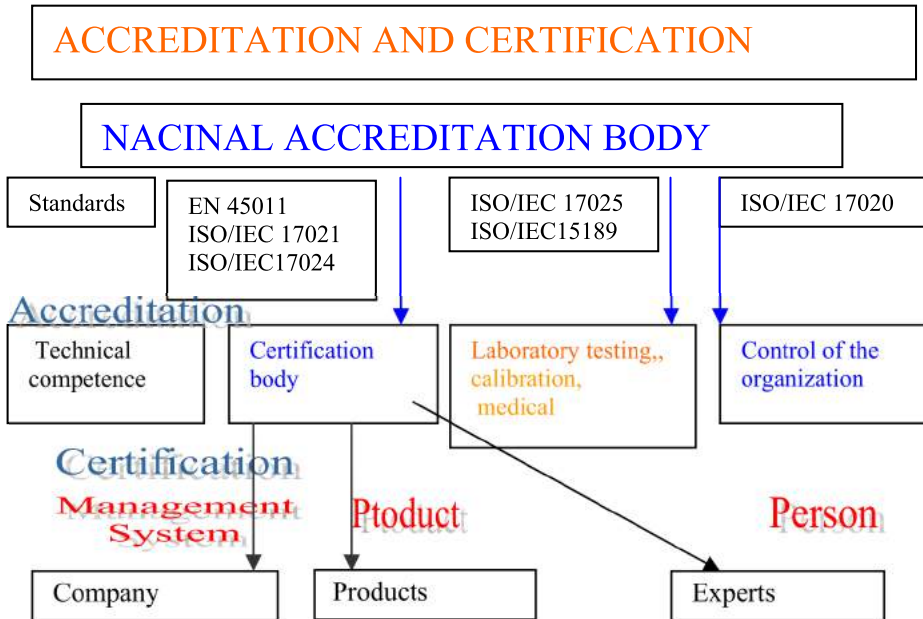 ACCREDITATION AND CERTIFICATION
NACINAL ACCREDITATION BODY
Standards
EN 45011
ISO/IEC 17021
ISO/IEC17024
ISO/IEC 17025
ISO/IEC15189
ISO/IEC 17020
Accreditation
Technical
competence
Certification
body
Laboratory testing,,
calibration,
medical
Control of the
organization
Certification
Management
System
Ptoduct
Person
Company
Products
Experts